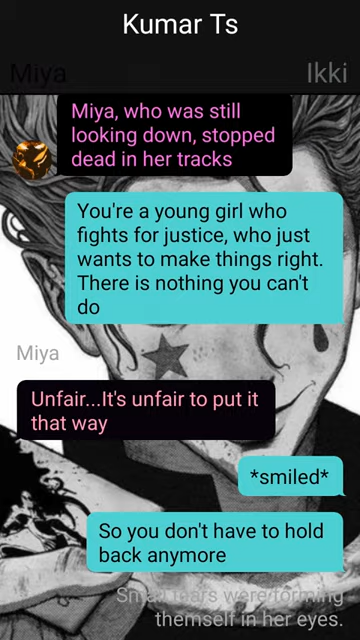 Kumar Ts
Miya
Ikki
Miya, who was still
looking down, stopped
dead in her tracks
You're a young girl who
fights for justice, who just
wants to make things right.
There is nothing you can't
do
Miya
Unfair...It's unfair to put it
that way
*smiled*
So you don't have to hold
back anymore
Small tears were forming
themself in her eyes.